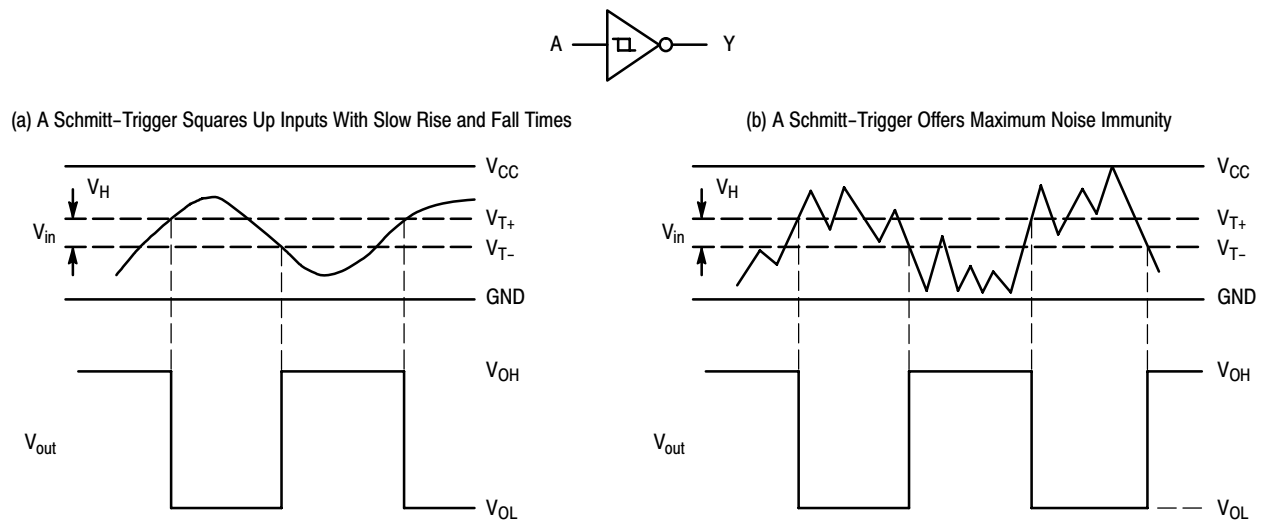 A Y
(a) A Schmitt–Trigger Squares Up Inputs With Slow Rise and Fall Times
VCC
VH
VT+
Vin
VT−
GND
VOH
Vout
VOL
(b) A Schmitt–Trigger Offers Maximum Noise Immunity
VCC
VH
VT+
Vin
VT−
GND
VOH
Vout
VOL